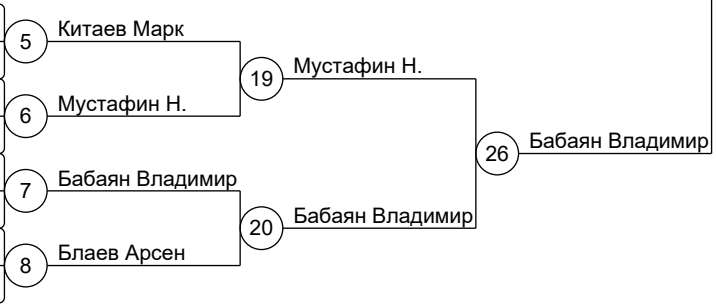 5
Китаев Марк
19
Мустафин Н.
6
Мустафин Н.
26
Бабаян Владимир
7
Бабаян Владимир
20
Бабаян Владимир
8
Блаев Арсен